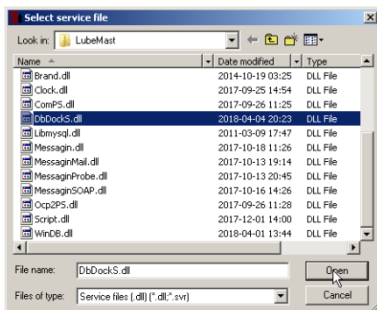 Select service file
Look in: LubeMast
Name Date modified Type
Brand.dll 2014-10-19 03:25 DLL File
Clock.dll 2017-09-25 14:54 DLL File
ComPS.dll 2017-09-26 11:25 DLL File
DbDockS.dll 2018-04-04 20:23 DLL File
Libmysql.dll 2011-03-09 17:47 DLL File
Messagin.dll 2017-10-18 11:26 DLL File
MessaginMail.dll 2017-10-13 19:14 DLL File
MessaginProbe.dll 2017-10-13 20:45 DLL File
MessaginSOAP.dll 2017-10-16 14:26 DLL File
Ocp2PS.dll 2017-09-26 11:28 DLL File
Script.dll 2017-12-01 14:00 DLL File
WinDB.dll 2018-04-01 13:44 DLL File
File name: DbDockS.dll Open
Files of type: Service files (.dll) (*.dll;*.svr) Cancel